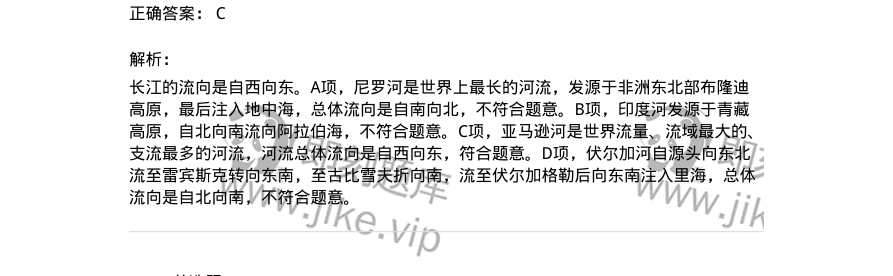 正确答案： C
解析：
长江的流向是自西向东。A项，尼罗河是世界上最长的河流，发源于非洲东北部布隆迪
高原，最后注入地中海，总体流向是自南向北，不符合题意。B项，印度河发源于青藏
高原，自北向南流向阿拉伯海，不符合题意。C项，亚马逊河是世界流量、流域最大的、
支流最多的河流，河流总体流向是自西向东，符合题意。D项，伏尔加河自源头向东北
流至雷宾斯克转向东南，至古比雪夫折向南，流至伏尔加格勒后向东南注入里海，总体
流向是自北向南，不符合题意。
即刻题库
www.jike.vip
即刻
www.jik